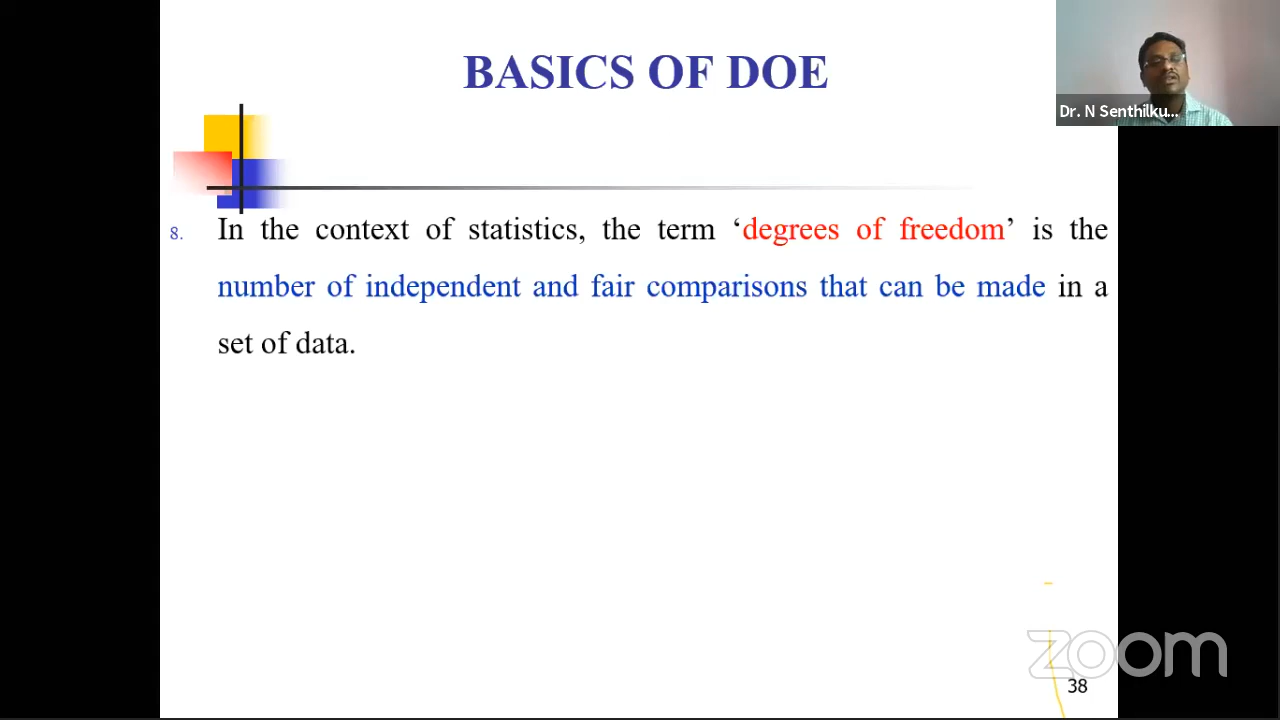 BASICS OF DOE
Dr. N Senthilku...
8. In the context of statistics, the term ‘degrees of freedom’ is the
number of independent and fair comparisons that can be made in a
set of data.
zoom
38